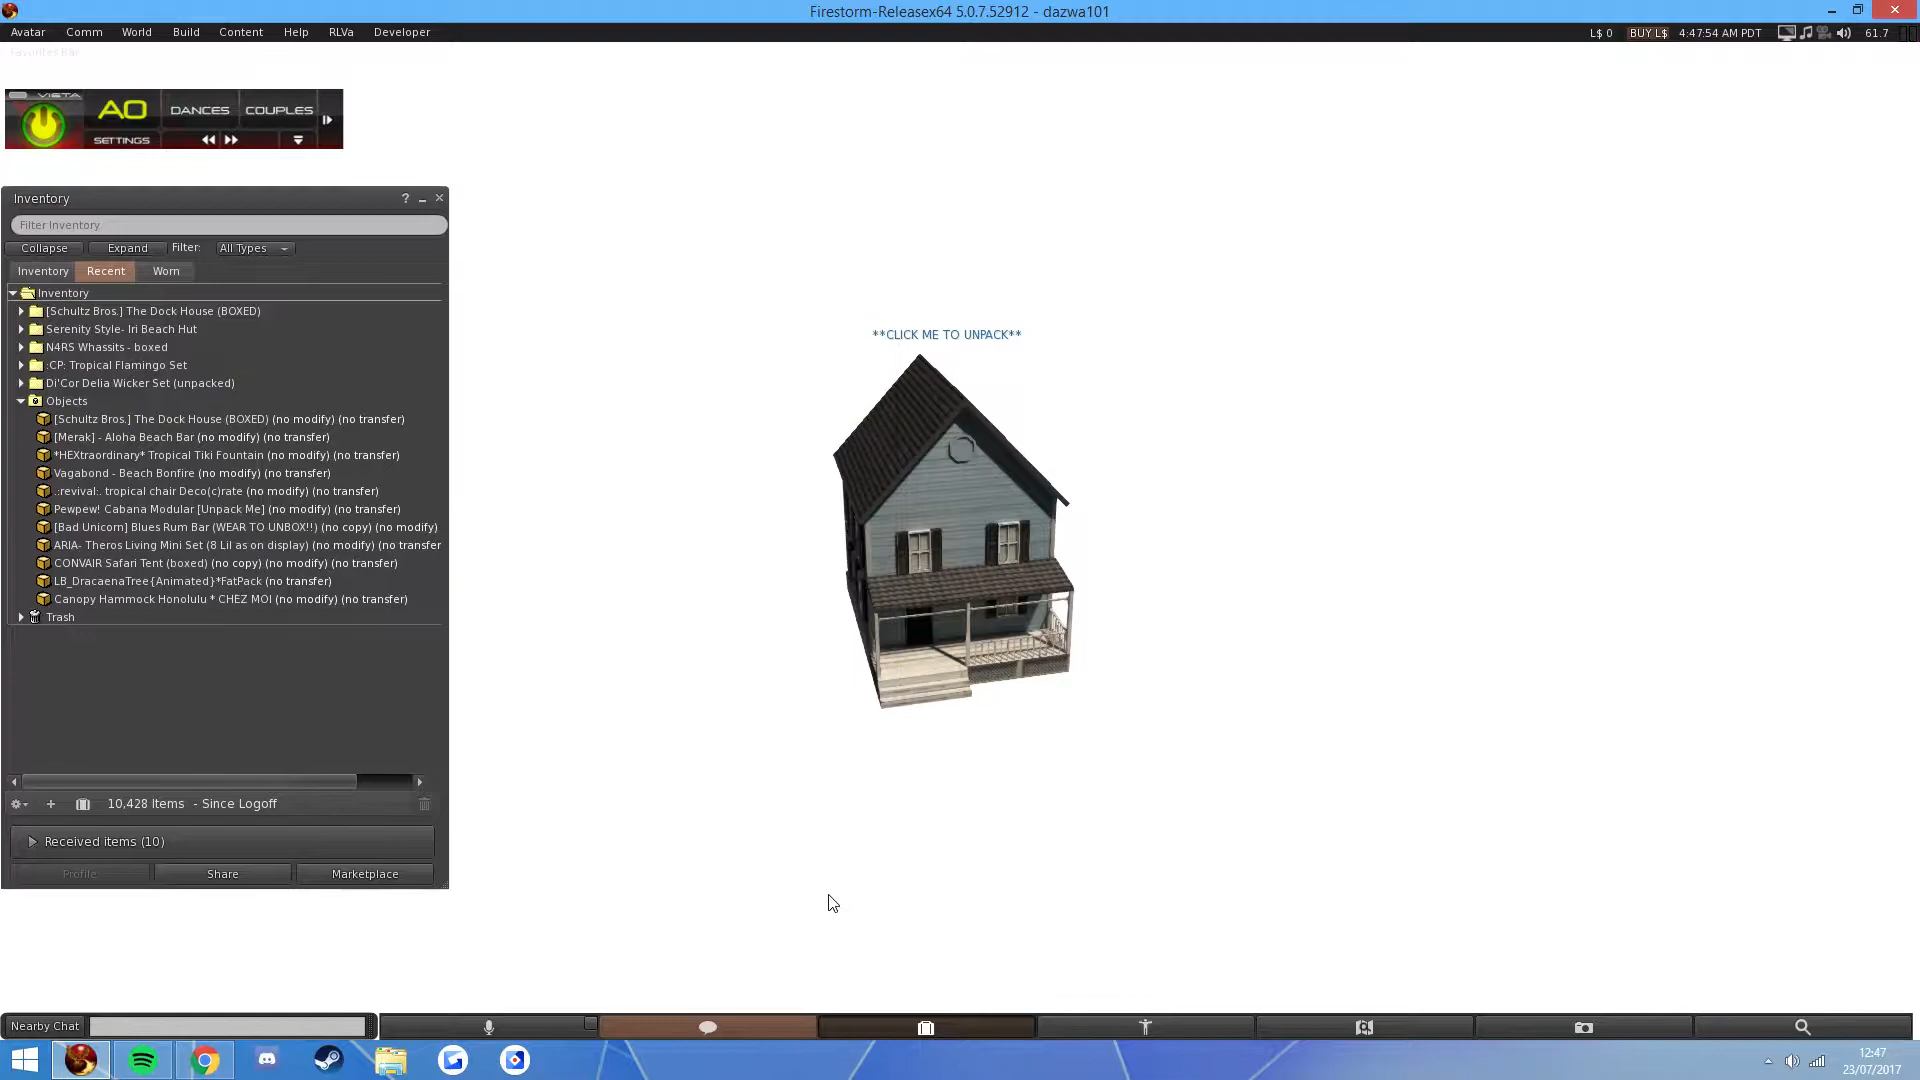 Firestorm-Releasex64 5.0.7.52912 - dazwa101
Avatar Comm World Build Content Help RLVa Developer
L$ 0 BUY L$ 4:47:54 AM PDT 61.7
Favorites Bar
VISTA
AO DANCES COUPLES
SETTINGS
Inventory ?
Filter Inventory
Collapse Expand Filter: All Types
Inventory Recent Worn
Inventory
[Schultz Bros.] The Dock House (BOXED)
Serenity Style- Iri Beach Hut
N4RS Whassits - boxed
:CP: Tropical Flamingo Set
Di'Cor Delia Wicker Set (unpacked)
Objects
[Schultz Bros.] The Dock House (BOXED) (no modify) (no transfer)
[Merak] - Aloha Beach Bar (no modify) (no transfer)
*HEXtraordinary* Tropical Tiki Fountain (no modify) (no transfer)
Vagabond - Beach Bonfire (no modify) (no transfer)
.:revival:. tropical chair Deco(c)rate (no modify) (no transfer)
Pewpew! Cabana Modular [Unpack Me] (no modify) (no transfer)
[Bad Unicorn] Blues Rum Bar (WEAR TO UNBOX!!) (no copy) (no modify)
ARIA- Theros Living Mini Set (8 LiI as on display) (no modify) (no transfer
CONVAIR Safari Tent (boxed) (no copy) (no modify) (no transfer)
LB_DracaenaTree{Animated}*FatPack (no transfer)
Canopy Hammock Honolulu * CHEZ MOI (no modify) (no transfer)
Trash
10,428 Items - Since Logoff
Received items (10)
Profile Share Marketplace
**CLICK ME TO UNPACK**
Nearby Chat
12:47
23/07/2017